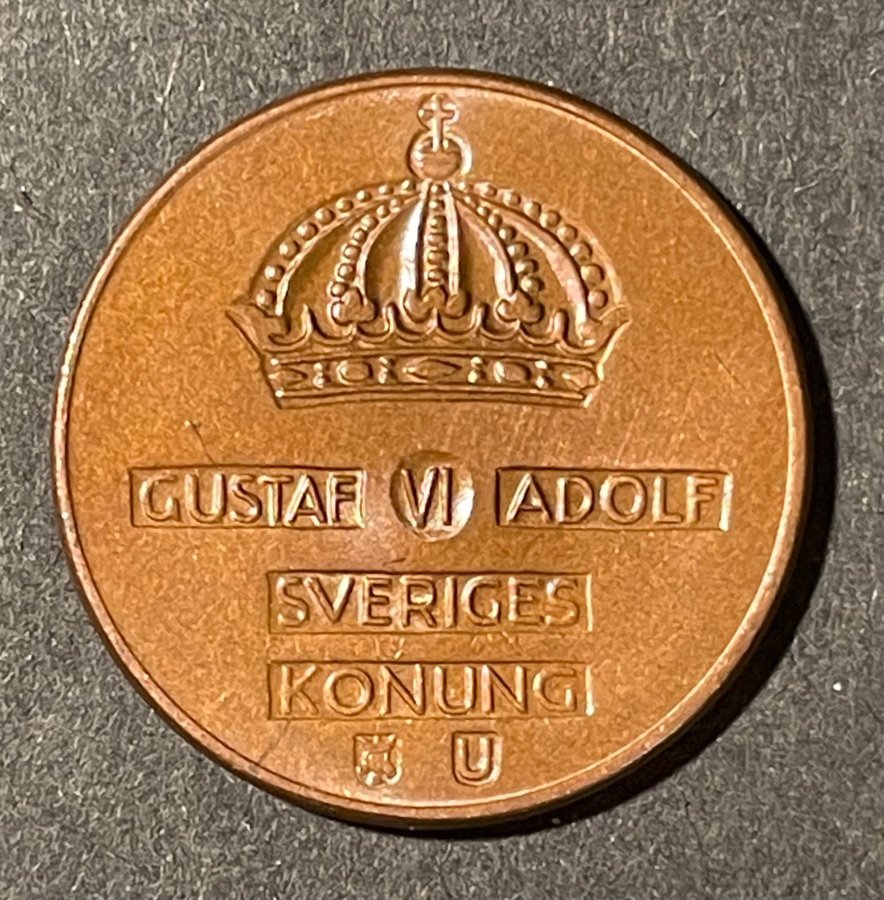 GUSTAF VI ADOLF
SVERIGES
KONUNG
U